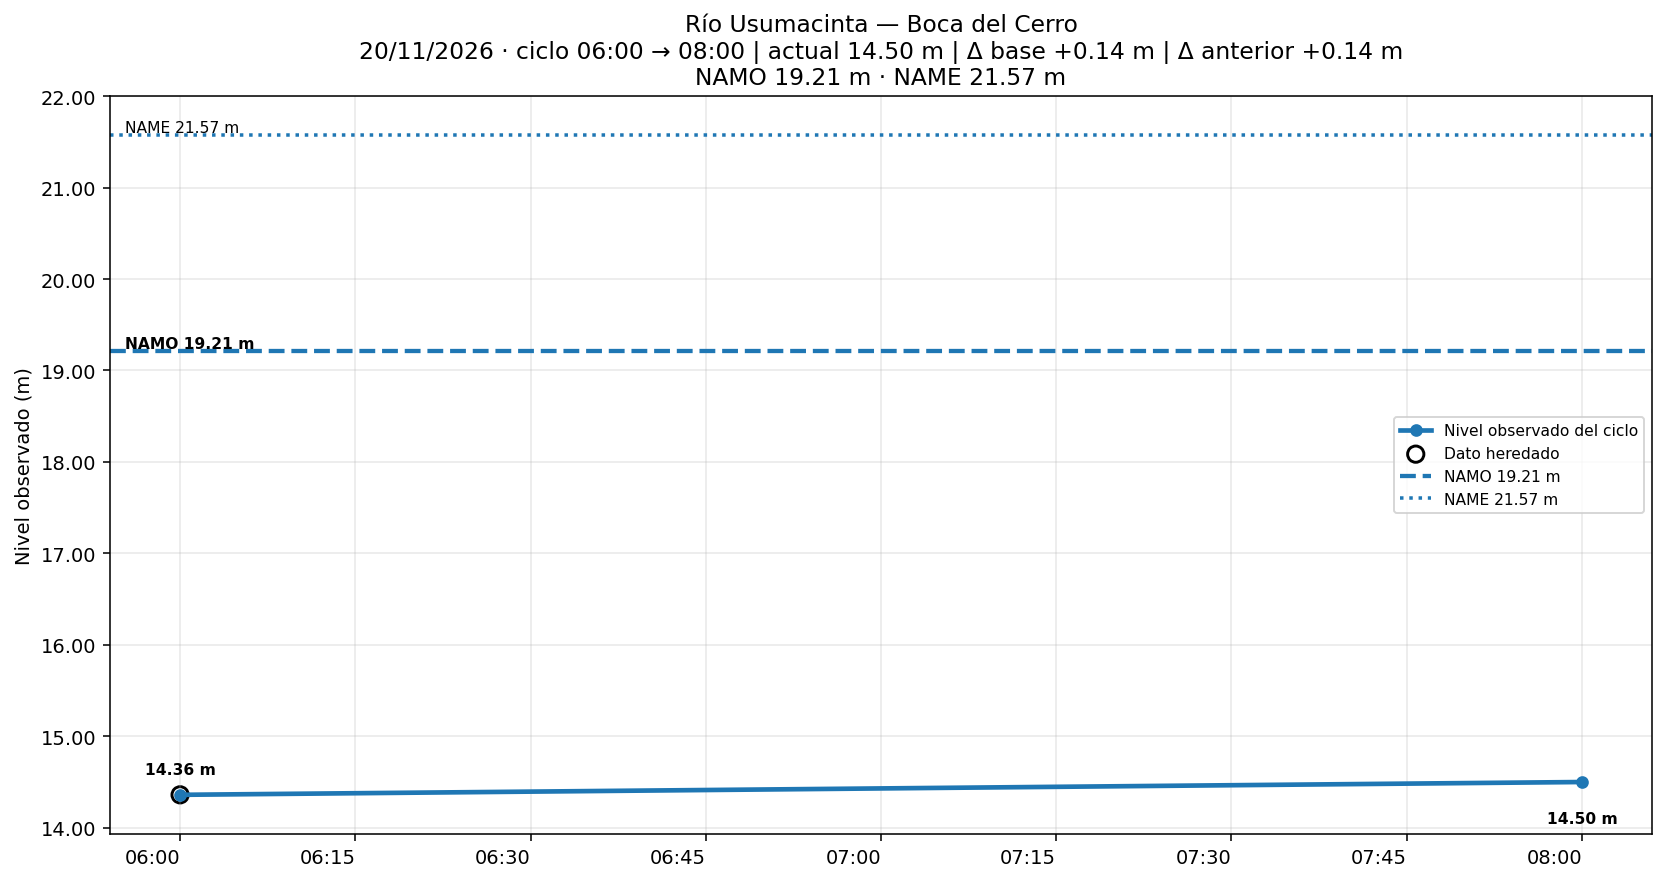 Río Usumacinta — Boca del Cerro
20/11/2026 · ciclo 06:00 → 08:00 | actual 14.50 m | Δ base +0.14 m | Δ anterior +0.14 m
NAMO 19.21 m · NAME 21.57 m
22.00
NAME 21.57 m
21.00
20.00
NAMO 19.21 m
19.00
Nivel observado (m)
Nivel observado del ciclo
Dato heredado
NAMO 19.21 m
NAME 21.57 m
18.00
17.00
16.00
15.00
14.36 m
14.50 m
14.00
06:00 06:15 06:30 06:45 07:00 07:15 07:30 07:45 08:00